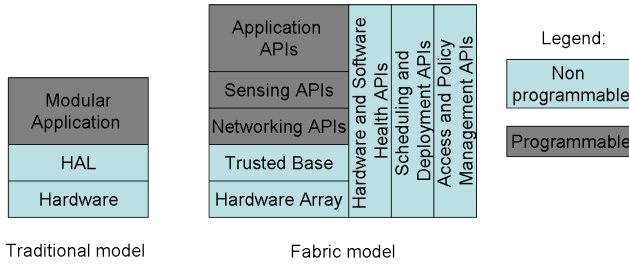 Modular
Application
HAL
Hardware
Traditional model
Application
APIs
Sensing APIs
Networking APIs
Trusted Base
Hardware Array
Hardware and Software
Health APIs
Scheduling and
Deployment APIs
Access and Policy
Management APIs
Fabric model
Legend:
Non
programmable
Programmable